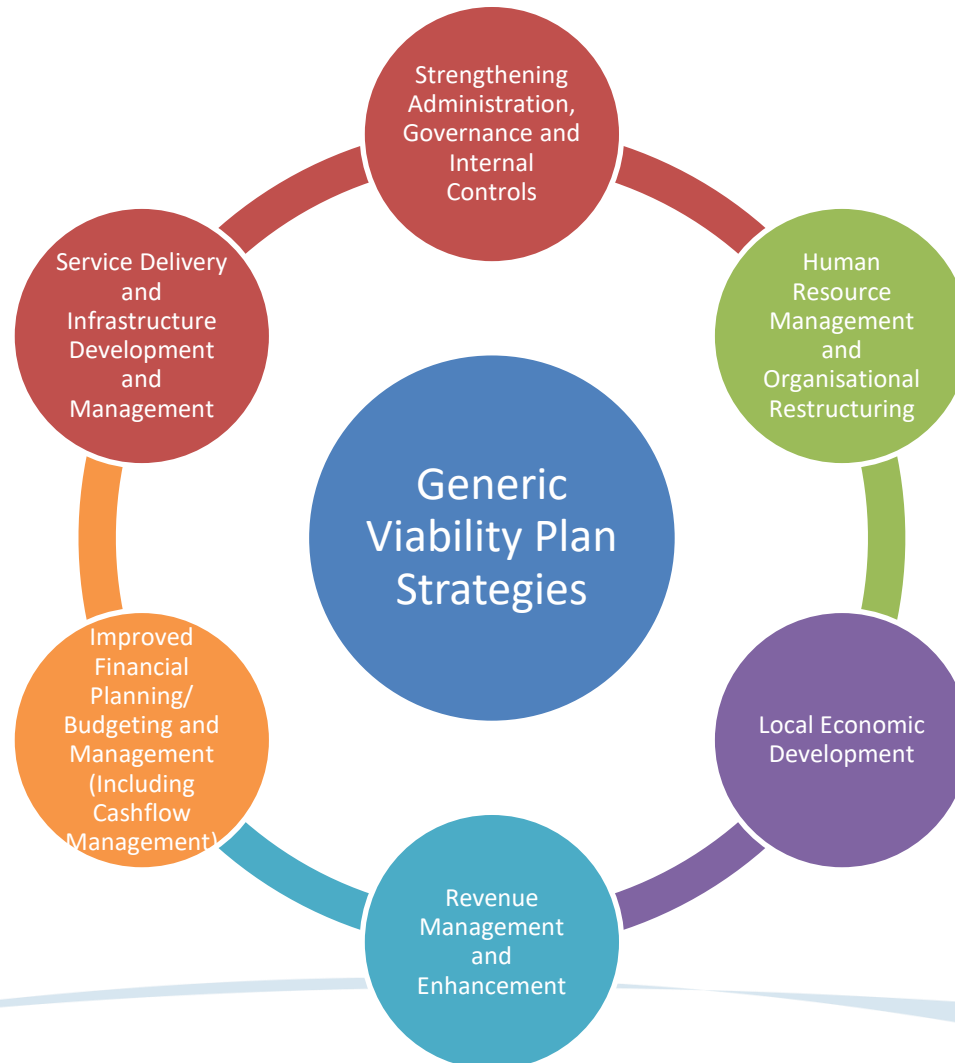 Strengthening
Administration,
Governance and
Internal
Controls
Human
Resource
Management
and
Organisational
Restructuring
Local Economic
Development
Revenue
Management
and
Enhancement
Improved
Financial
Planning/
Budgeting and
Management
(Including
Cashflow
Management)
Service Delivery
and
Infrastructure
Development
and
Management
Generic
Viability Plan
Strategies